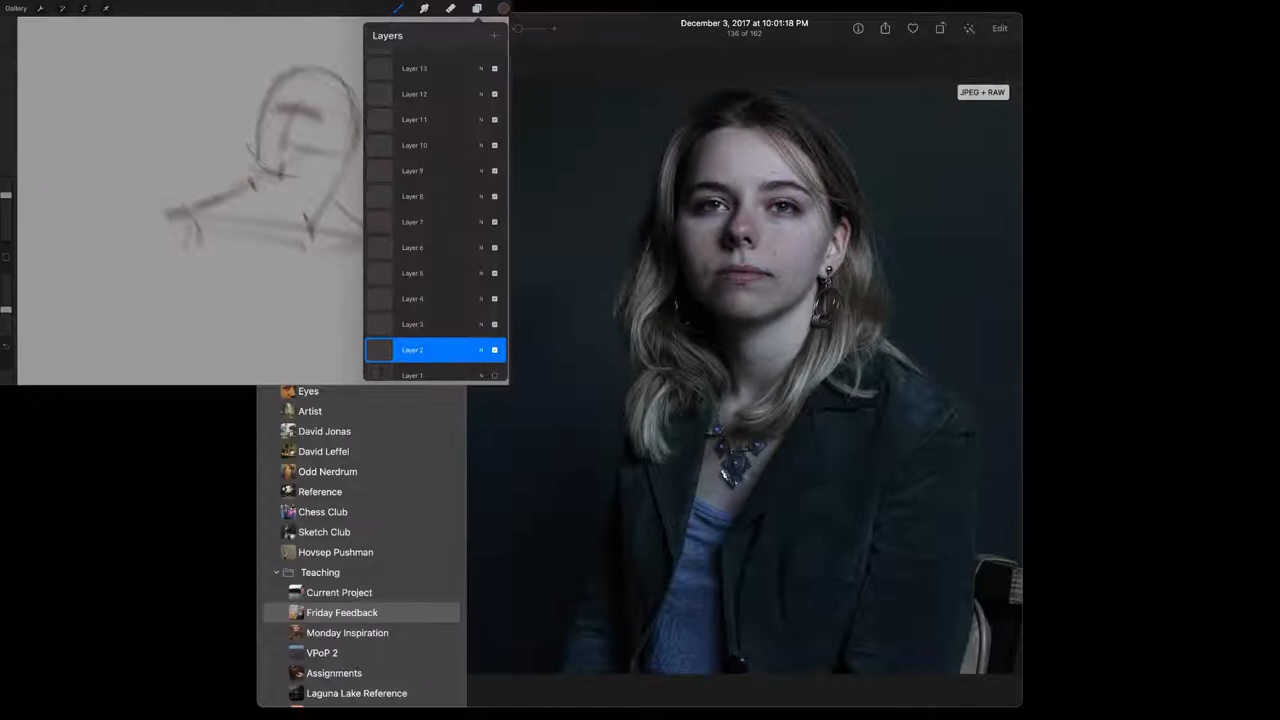 Gallery
Layers
Layer 13 N
Layer 12 N
Layer 11 N
Layer 10 N
Layer 9 N
Layer 8 N
Layer 7 N
Layer 6 N
Layer 5 N
Layer 4 N
Layer 3 N
Layer 2 N
Layer 1 N
December 3, 2017 at 10:01:18 PM
136 of 162
Edit
JPEG + RAW
Eyes
Artist
David Jonas
David Leffel
Odd Nerdrum
Reference
Chess Club
Sketch Club
Hovsep Pushman
Teaching
Current Project
Friday Feedback
Monday Inspiration
VPoP 2
Assignments
Laguna Lake Reference